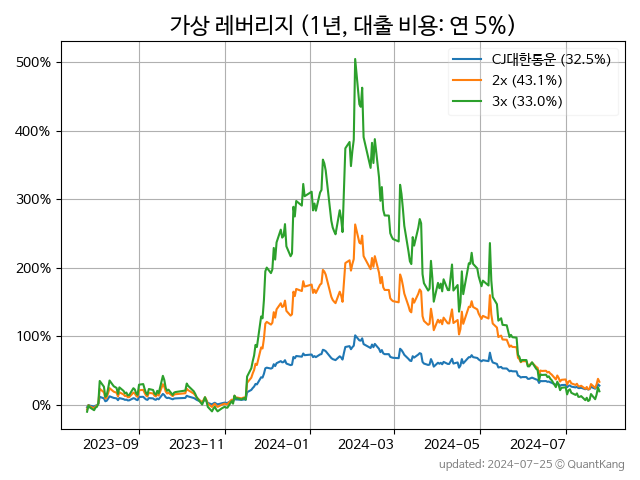 가상 레버리지 (1년, 대출 비용: 연 5%)
CJ대한통운 (32.5%)
2x (43.1%)
3x (33.0%)
500%
400%
300%
200%
100%
0%
2023-09 2023-11 2024-01 2024-03 2024-05 2024-07
updated: 2024-07-25 © QuantKang